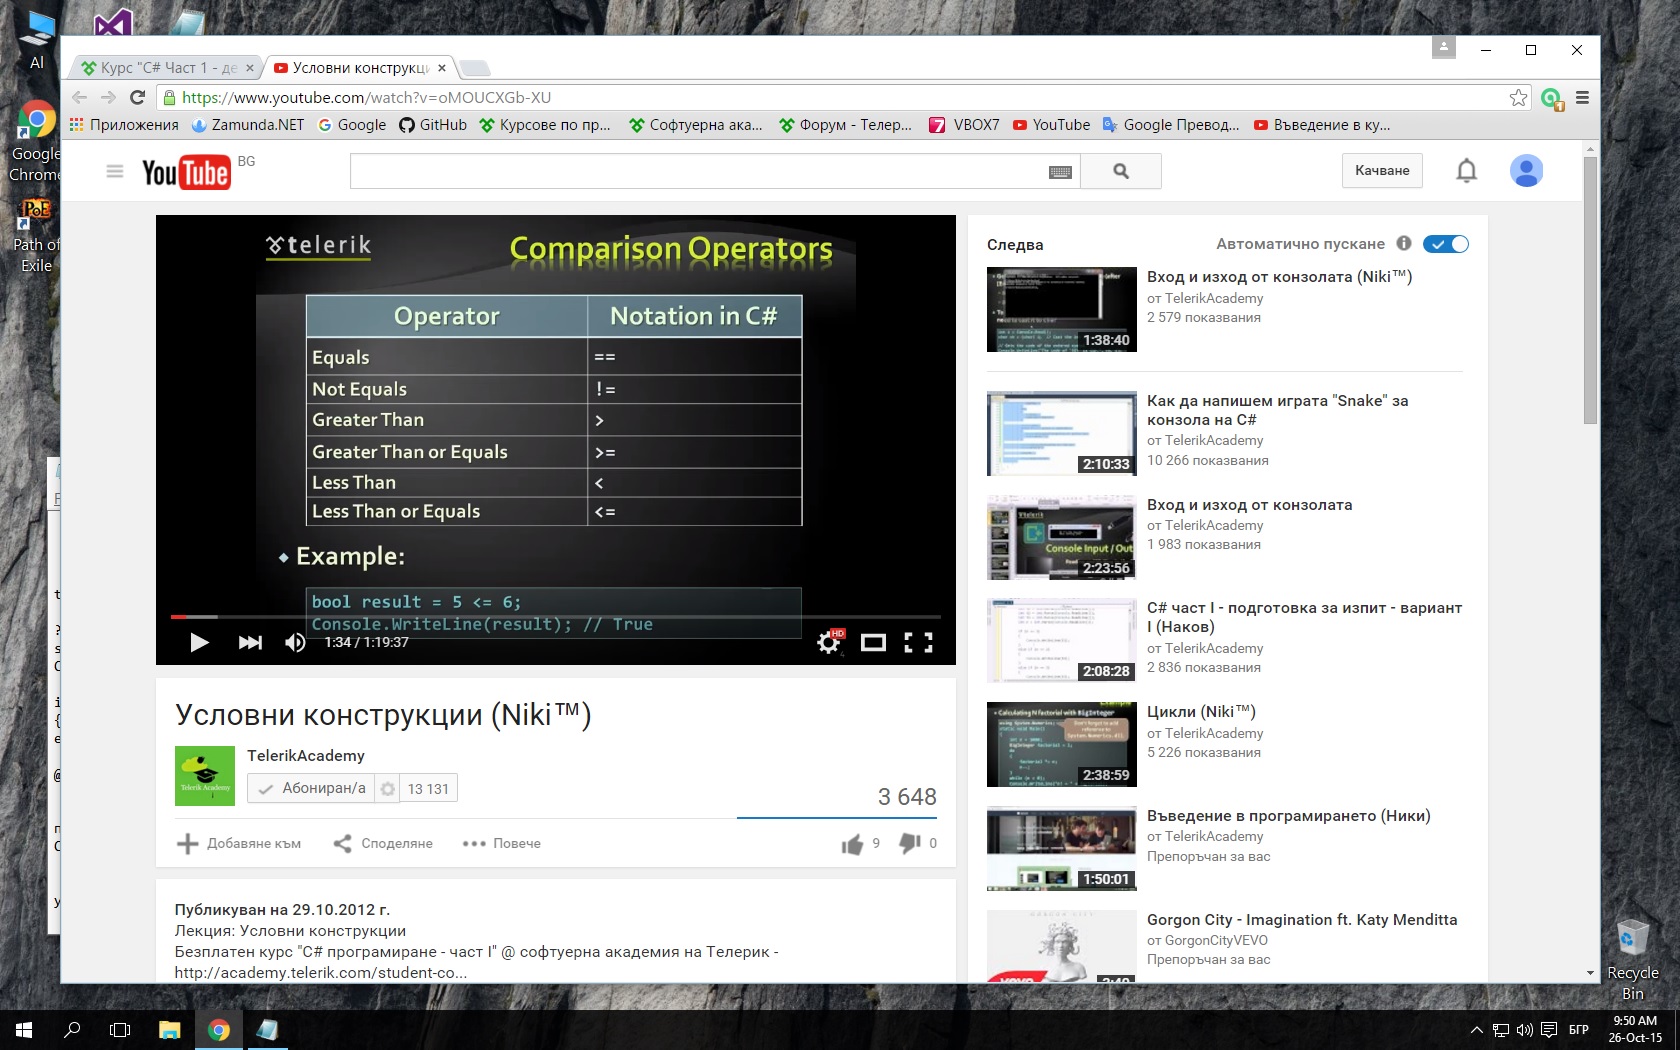 AI
Google
Chrome
Path of
Exile
Курс "C# Част 1 - де
Условни конструкци
https://www.youtube.com/watch?v=oMOUCXGb-XU
Приложения
Zamunda.NET
Google
GitHub
Курсове по пр...
Софтуерна ака...
Форум - Телер...
VBOX7
YouTube
Google Превод...
Въведение в ку...
YouTube BG
Качване
telerik
Comparison Operators
Operator Notation in C#
Equals ==
Not Equals !=
Greater Than >
Greater Than or Equals >=
Less Than <
Less Than or Equals <=
Example:
bool result = 5 <= 6;
Console.WriteLine(result); // True
1:34 / 1:19:37
HD
Условни конструкции (Niki™)
Telerik Academy
TelerikAcademy
Абониран/а
13 131
3 648
Добавяне към
Споделяне
Повече
9
0
Публикуван на 29.10.2012 г.
Лекция: Условни конструкции
Безплатен курс "C# програмиране - част I" @ софтуерна академия на Телерик -
http://academy.telerik.com/student-co...
Следва
Автоматично пускане
Вход и изход от конзолата (Niki™)
от TelerikAcademy
2 579 показвания
1:38:40
Как да напишем играта "Snake" за
конзола на C#
от TelerikAcademy
10 266 показвания
2:10:33
Вход и изход от конзолата
от TelerikAcademy
1 983 показвания
Console Input / Out
2:23:56
C# част I - подготовка за изпит - вариант
I (Наков)
от TelerikAcademy
2 836 показвания
2:08:28
Цикли (Niki™)
от TelerikAcademy
5 226 показвания
Calculating N Factorial with BigInteger
2:38:59
Въведение в програмирането (Ники)
от TelerikAcademy
Препоръчан за вас
1:50:01
Gorgon City - Imagination ft. Katy Menditta
от GorgonCityVEVO
Препоръчан за вас
Recycle
Bin
БГР
9:50 AM
26-Oct-15